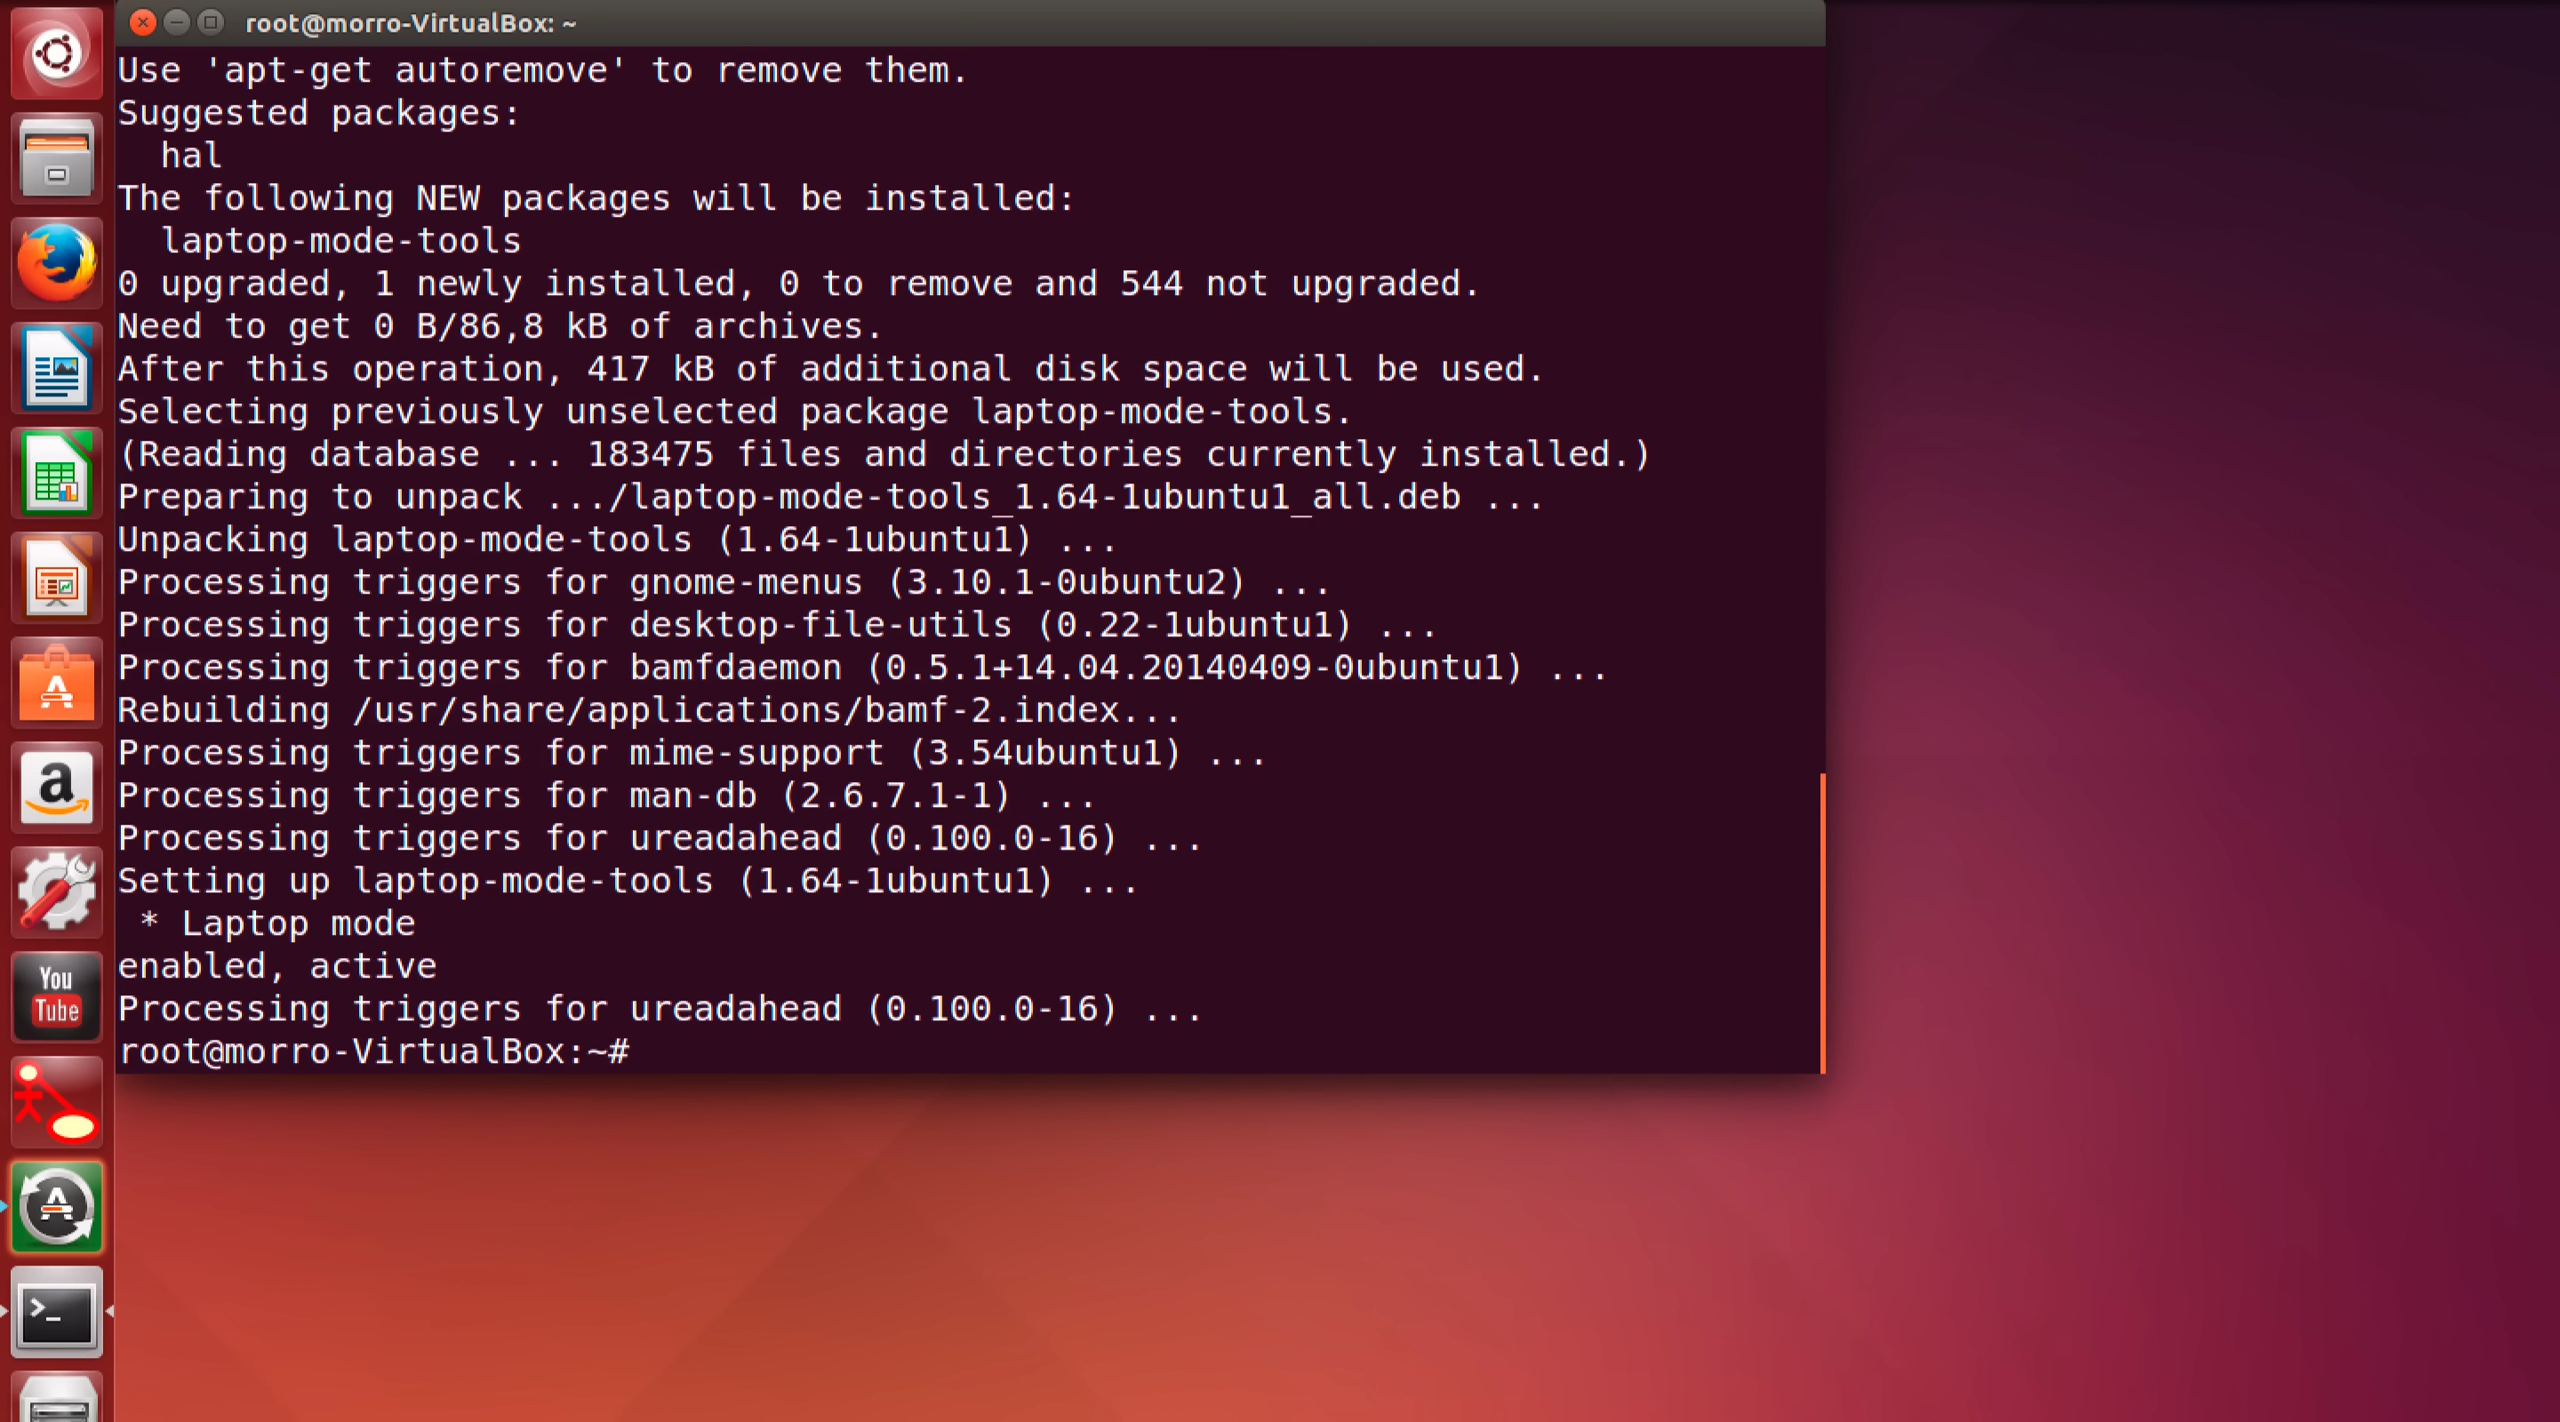 root@morro-VirtualBox: ~
Use 'apt-get autoremove' to remove them.
Suggested packages:
  hal
The following NEW packages will be installed:
  laptop-mode-tools
0 upgraded, 1 newly installed, 0 to remove and 544 not upgraded.
Need to get 0 B/86,8 kB of archives.
After this operation, 417 kB of additional disk space will be used.
Selecting previously unselected package laptop-mode-tools.
(Reading database ... 183475 files and directories currently installed.)
Preparing to unpack .../laptop-mode-tools_1.64-1ubuntu1_all.deb ...
Unpacking laptop-mode-tools (1.64-1ubuntu1) ...
Processing triggers for gnome-menus (3.10.1-0ubuntu2) ...
Processing triggers for desktop-file-utils (0.22-1ubuntu1) ...
Processing triggers for bamfdaemon (0.5.1+14.04.20140409-0ubuntu1) ...
Rebuilding /usr/share/applications/bamf-2.index...
Processing triggers for mime-support (3.54ubuntu1) ...
Processing triggers for man-db (2.6.7.1-1) ...
Processing triggers for ureadahead (0.100.0-16) ...
Setting up laptop-mode-tools (1.64-1ubuntu1) ...
 * Laptop mode
enabled, active
Processing triggers for ureadahead (0.100.0-16) ...
root@morro-VirtualBox:~#
a
You
Tube
>_